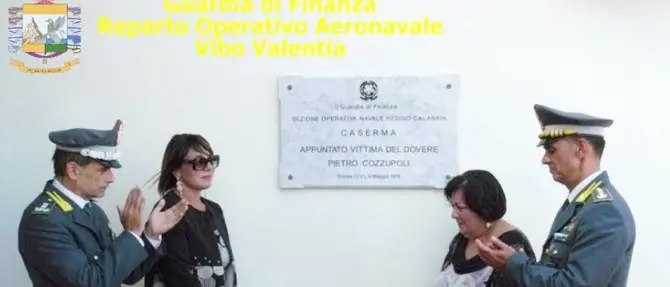 Guardia di Finanza
Reparto Operativo Aeronavale
Vibo Valentia
Guardia di Finanza
SEZIONE OPERATIVA NAVALE REGGIO CALABRIA
CASERMA
APPUNTATO VITTIMA DEL DOVERE
PIETRO COZZUPOLI
Maggio